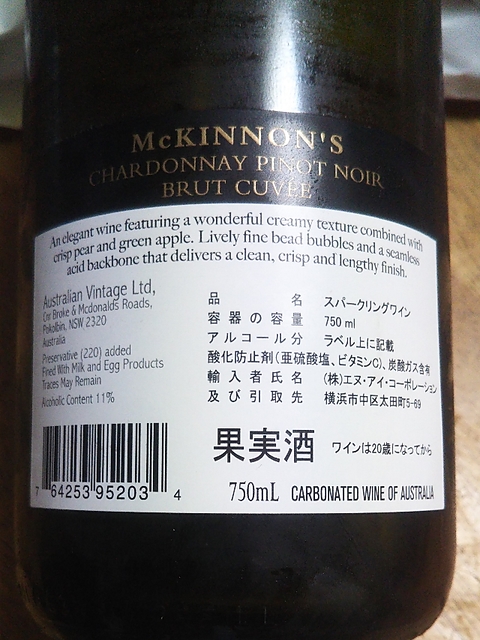 McKINNON'S
CHARDONNAY PINOT NOIR
BRUT CUVÉE
An elegant wine featuring a wonderful creamy texture combined with
crisp pear and green apple. Lively fine bead bubbles and a seamless
acid backbone that delivers a clean, crisp and lengthy finish.
Australian Vintage Ltd,
Cnr Broke & Mcdonalds Roads,
Pokolbin, NSW 2320
Australia
Preservative (220) added
Fined With Milk and Egg Products
Traces May Remain
Alcoholic Content 11%
品名 スパークリングワイン
容器の容量 750 ml
アルコール分 ラベル上に記載
酸化防止剤(亜硫酸塩、ビタミンC)、炭酸ガス含有
輸入者氏名 (株)エヌ・アイ・コーポレーション
及び引取先 横浜市中区太田町5-69
果実酒 ワインは20歳になってから
7 64253 95203 4
750mL CARBONATED WINE OF AUSTRALIA